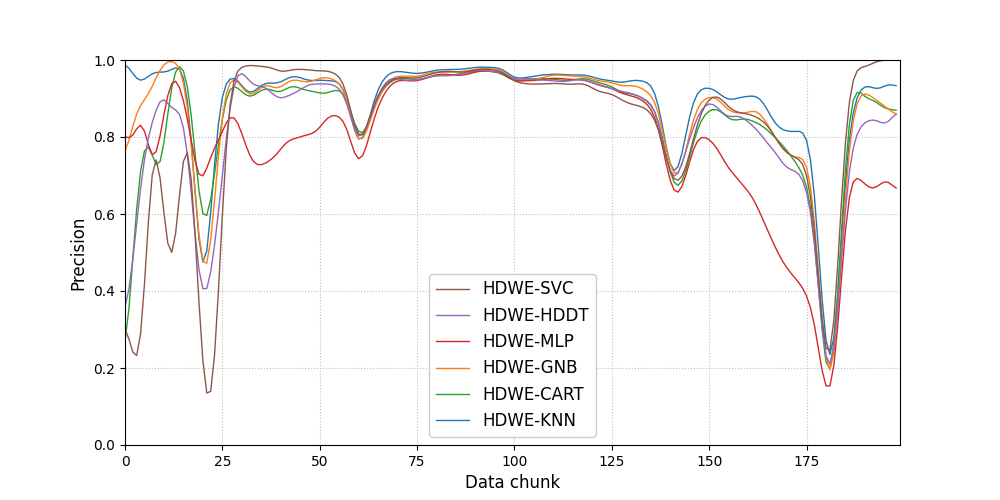 1.0
0.8
0.6
0.4
0.2
0.0
Precision
HDWE-SVC
HDWE-HDDT
HDWE-MLP
HDWE-GNB
HDWE-CART
HDWE-KNN
0 25 50 75 100 125 150 175
Data chunk